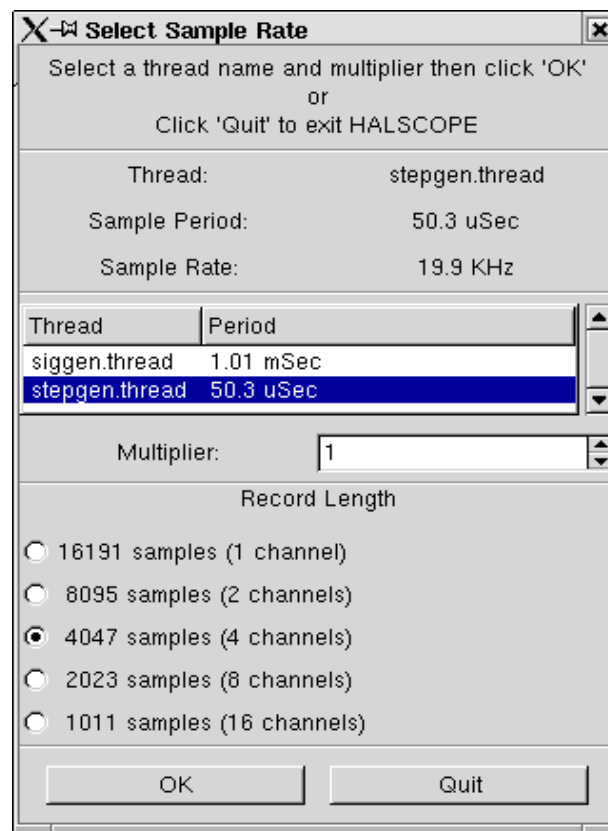 Select Sample Rate
Select a thread name and multiplier then click 'OK'
or
Click 'Quit' to exit HALSCOPE
Thread: stepgen.thread
Sample Period: 50.3 uSec
Sample Rate: 19.9 KHz
Thread Period
siggen.thread 1.01 mSec
stepgen.thread 50.3 uSec
Multiplier: 1
Record Length
16191 samples (1 channel)
8095 samples (2 channels)
4047 samples (4 channels)
2023 samples (8 channels)
1011 samples (16 channels)
OK Quit